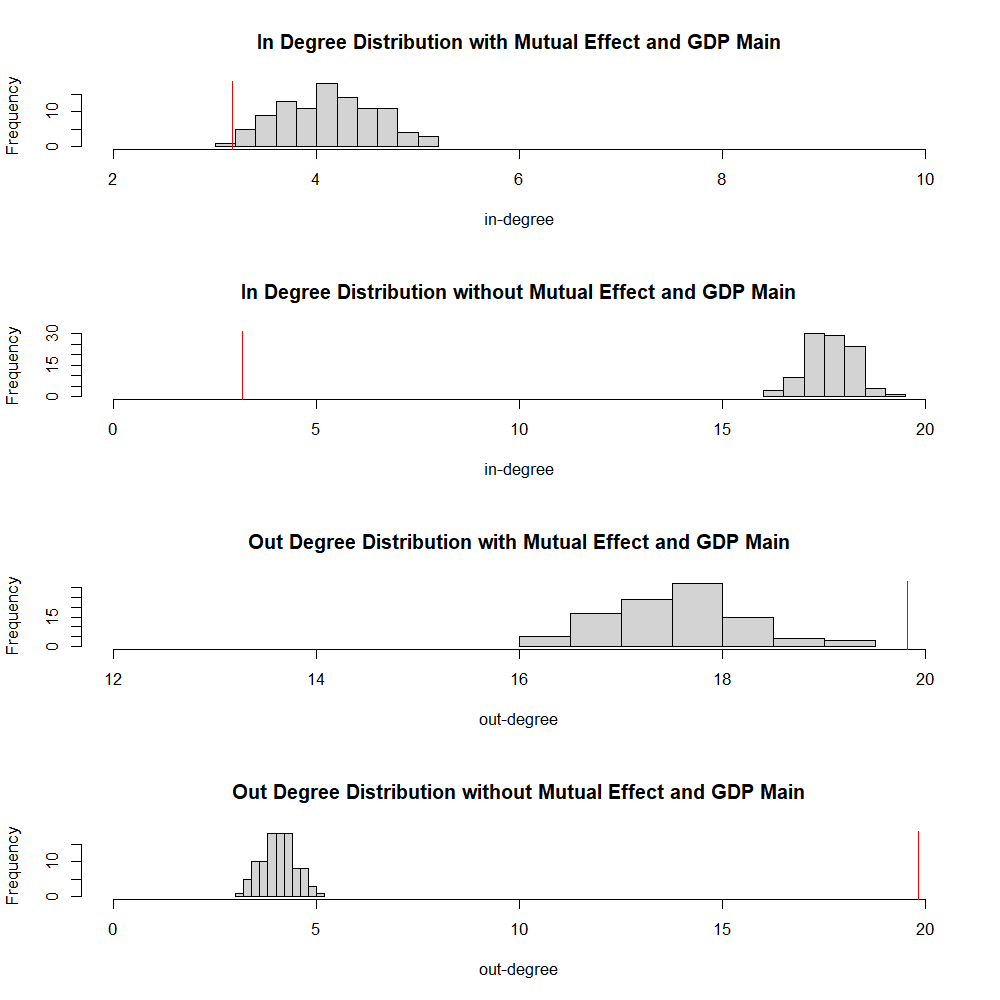 In Degree Distribution with Mutual Effect and GDP Main
Frequency
0 10
2 4 6 8 10
in-degree
In Degree Distribution without Mutual Effect and GDP Main
Frequency
0 15 30
0 5 10 15 20
in-degree
Out Degree Distribution with Mutual Effect and GDP Main
Frequency
0 15
12 14 16 18 20
out-degree
Out Degree Distribution without Mutual Effect and GDP Main
Frequency
0 10
0 5 10 15 20
out-degree